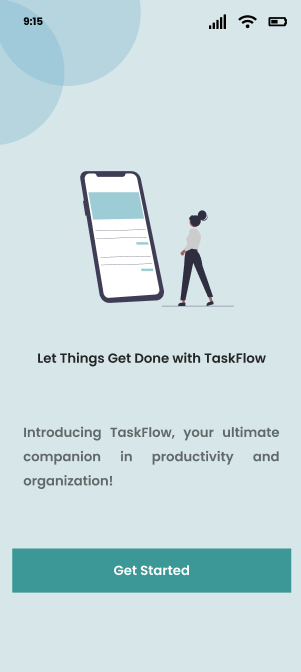 9:15
Let Things Get Done with TaskFlow
Introducing TaskFlow, your ultimate
companion in productivity and
organization!
Get Started